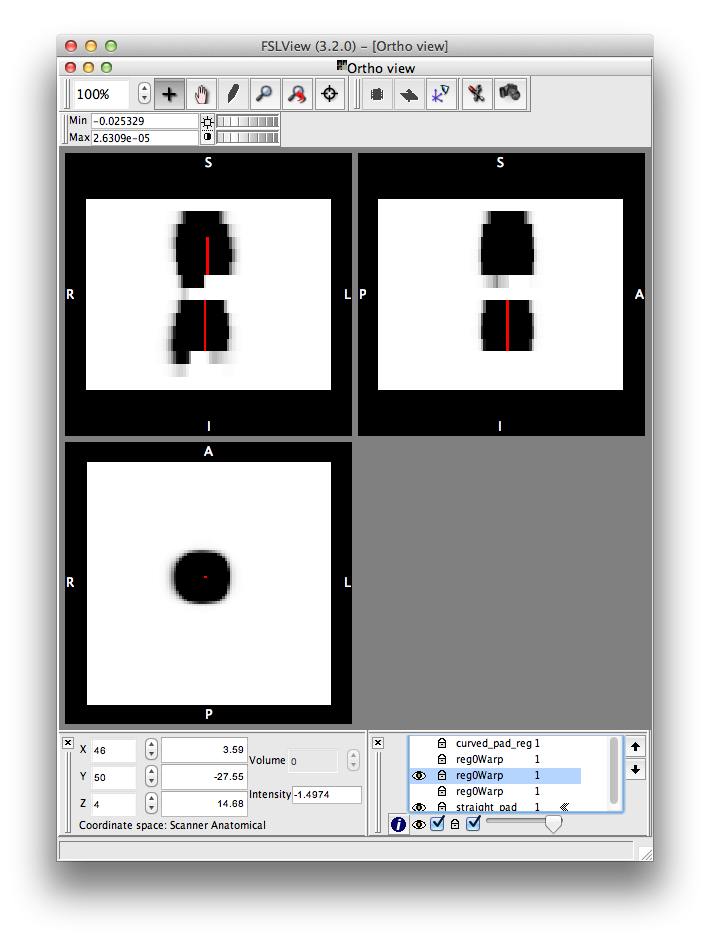 FSLView (3.2.0) - [Ortho view]
Ortho view
100%
Min -0.025329
Max 2.6309e-05
S
S
R
L
P
A
I
I
A
R
L
P
X 46 3.59
Y 50 -27.55
Z 4 14.68
Volume 0
Intensity -1.4974
Coordinate space: Scanner Anatomical
curved_pad_reg 1
reg0Warp 1
reg0Warp 1
reg0Warp 1
straight_pad 1